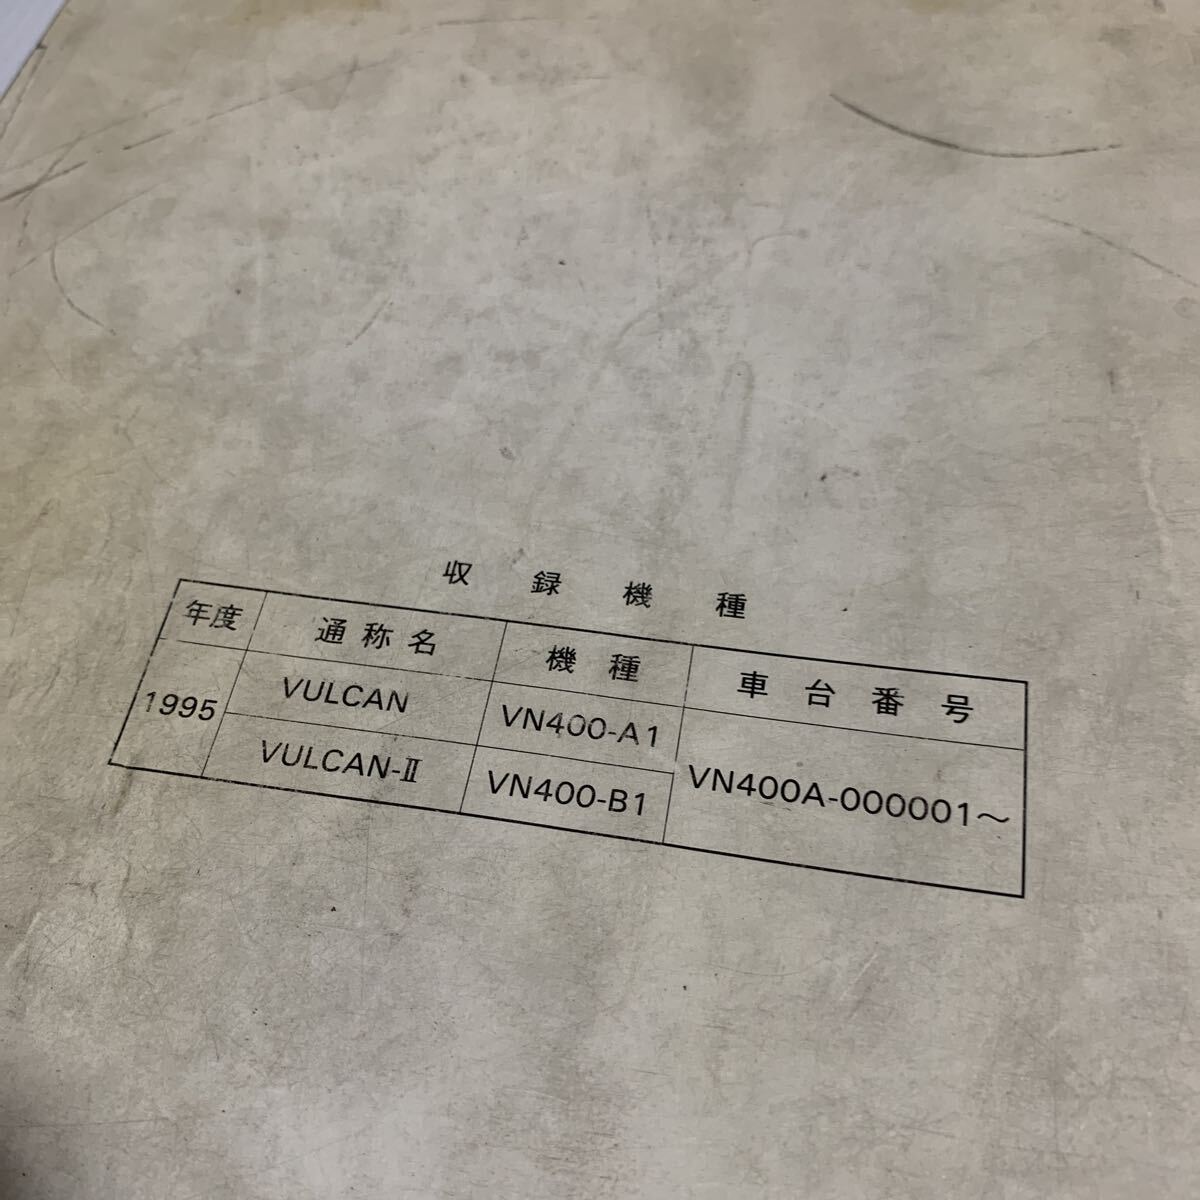 収録機種
年度 通称名 機種 車台番号
1995 VULCAN VN400-A1 VN400A-000001～
VULCAN-Ⅱ VN400-B1